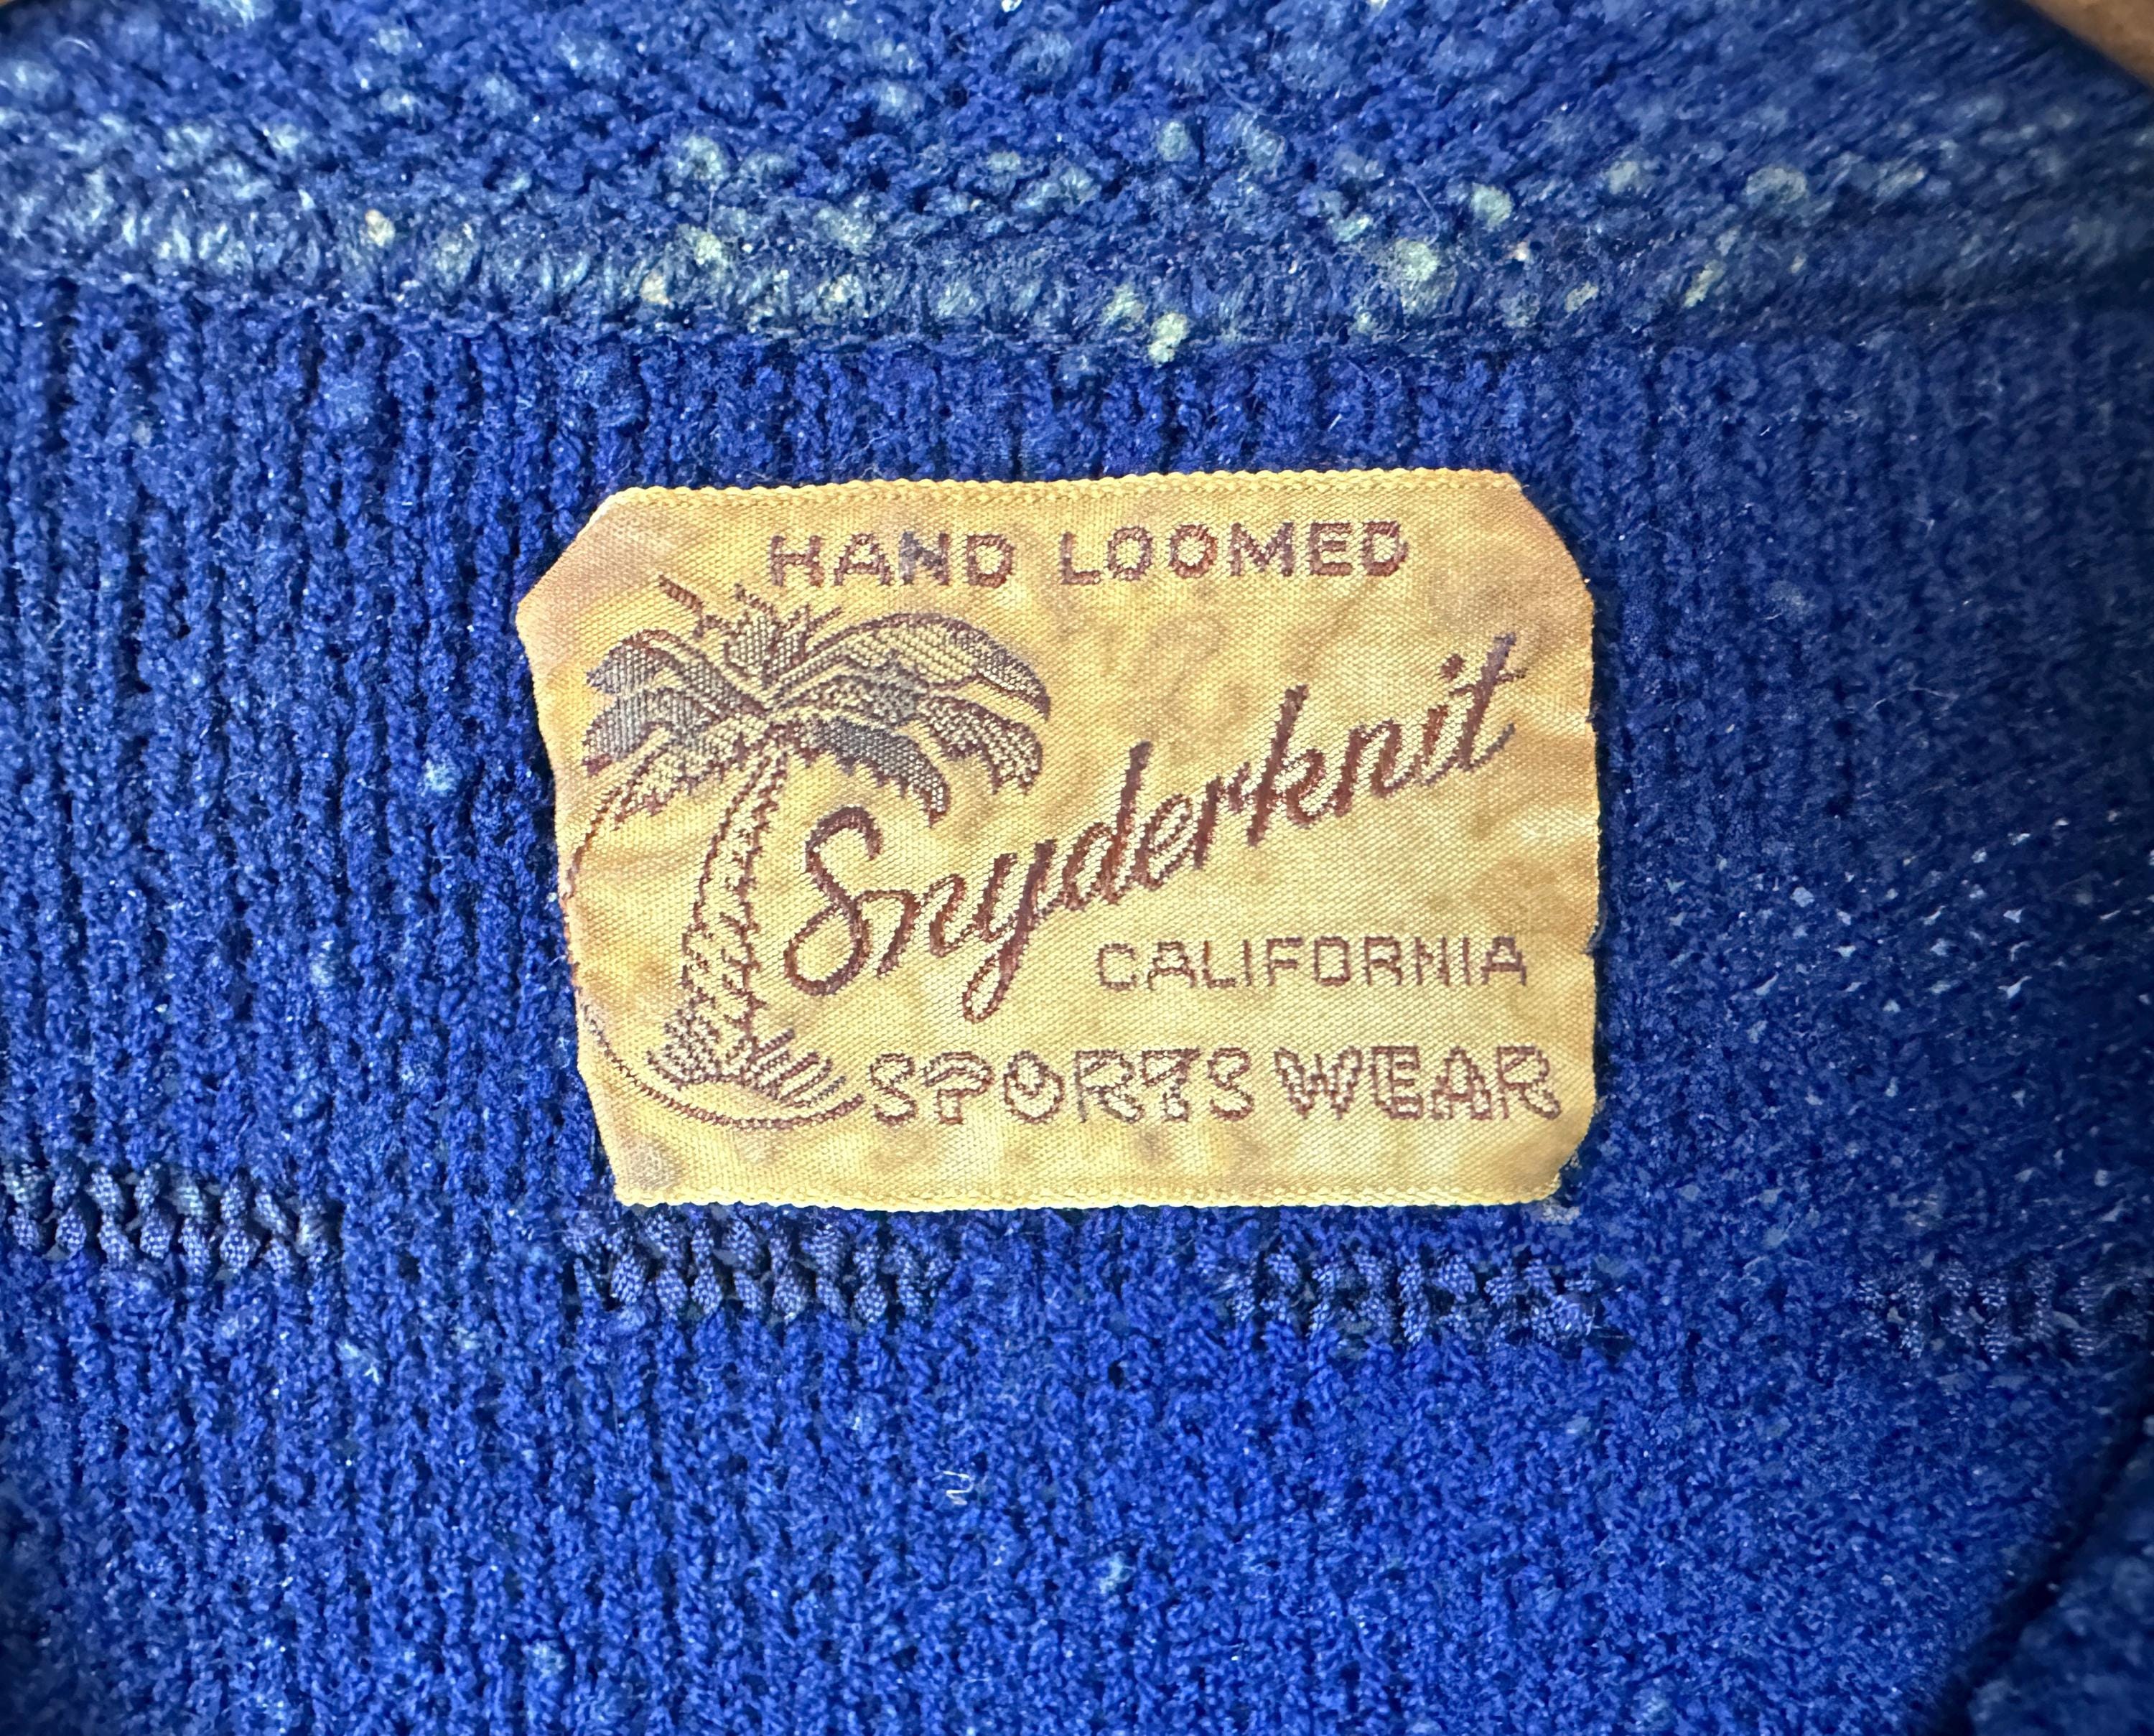 HAND LOOMED
Snyderknit
CALIFORNIA
SPORTS WEAR